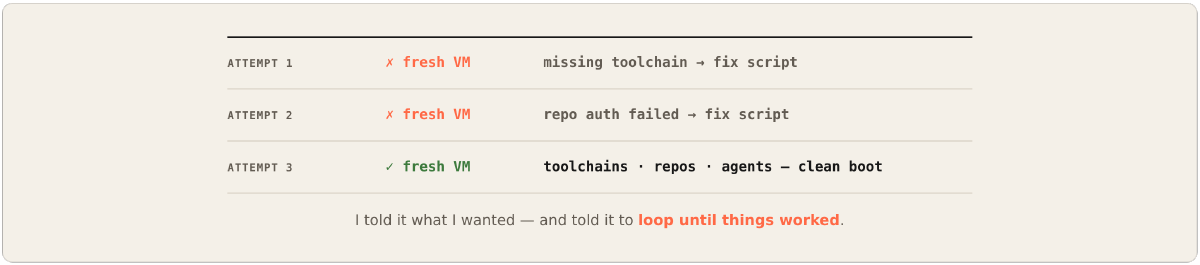 ATTEMPT 1 ✗ fresh VM missing toolchain → fix script
ATTEMPT 2 ✗ fresh VM repo auth failed → fix script
ATTEMPT 3 ✓ fresh VM toolchains · repos · agents — clean boot
I told it what I wanted — and told it to loop until things worked.